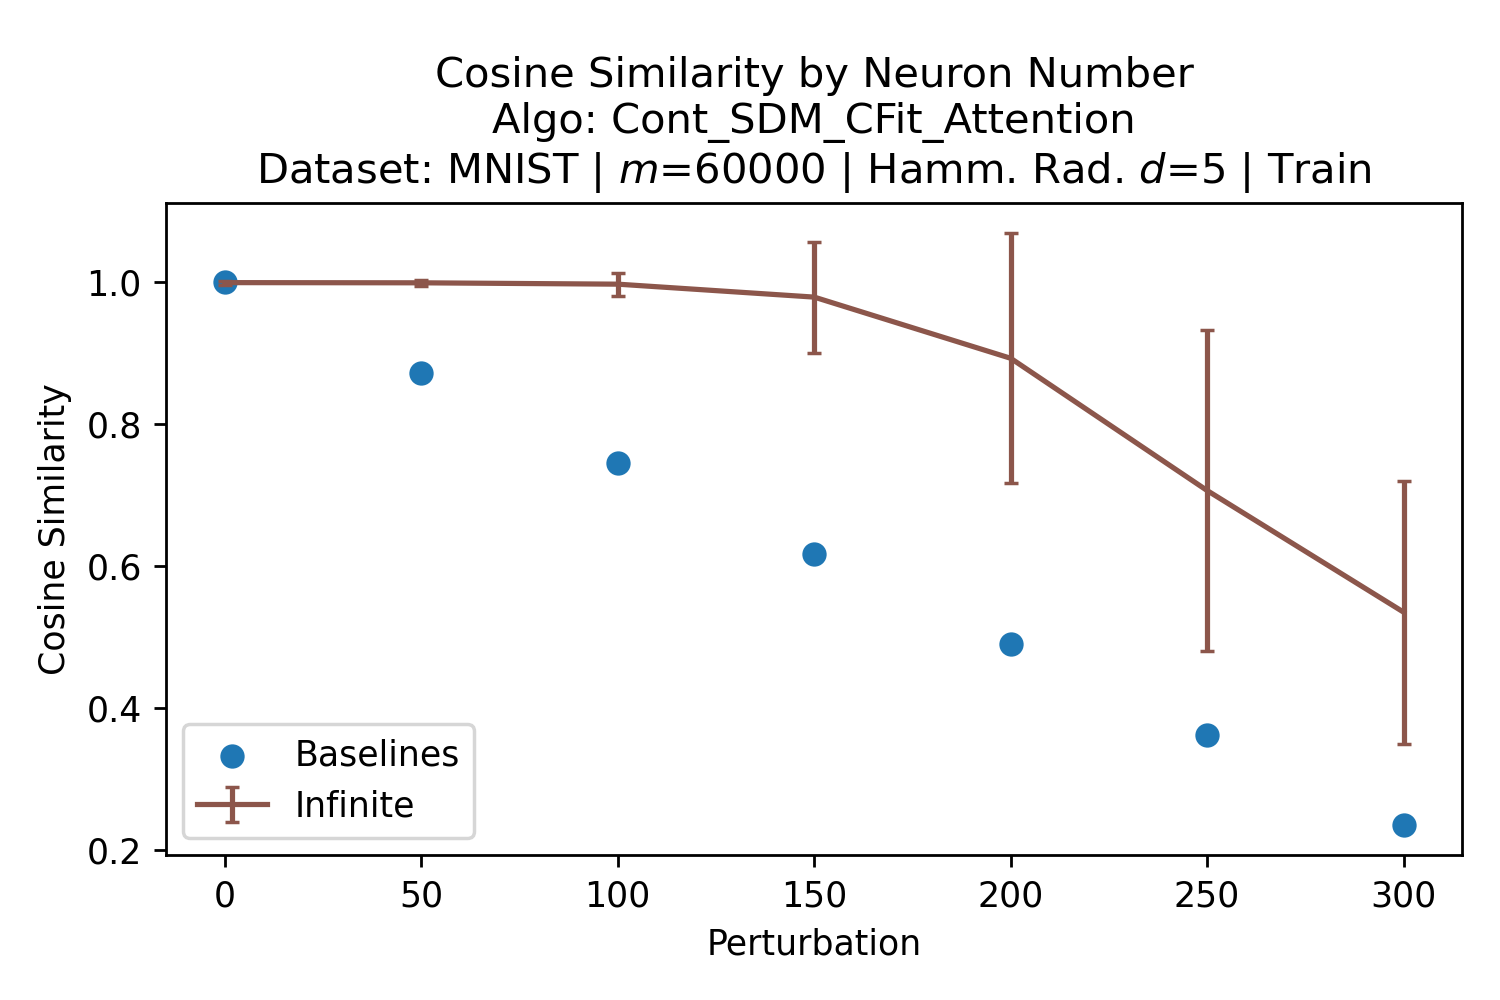 Cosine Similarity by Neuron Number
Algo: Cont_SDM_CFit_Attention
Dataset: MNIST | m=60000 | Hamm. Rad. d=5 | Train
Cosine Similarity
1.0
0.8
0.6
0.4
0.2
Baselines
Infinite
0 50 100 150 200 250 300
Perturbation